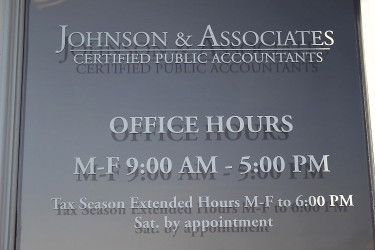 JOHNSON & ASSOCIATES
CERTIFIED PUBLIC ACCOUNTANTS
OFFICE HOURS
M-F 9:00 AM - 5:00 PM
Tax Season Extended Hours M-F to 6:00 PM
Sat. by appointment